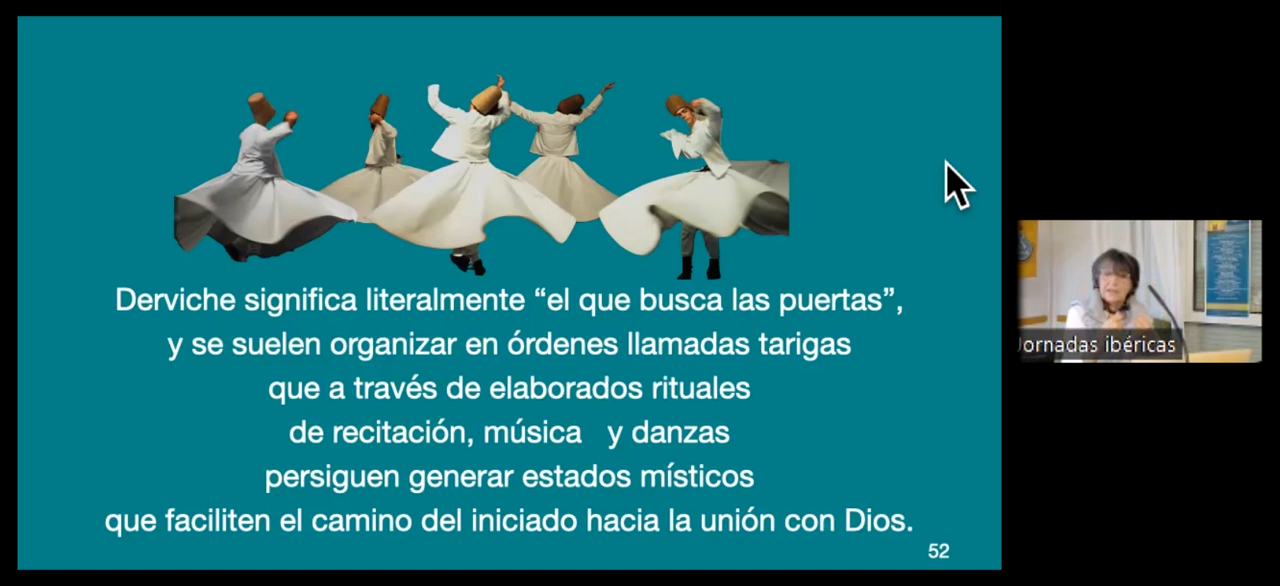 Derviche significa literalmente “el que busca las puertas”,
y se suelen organizar en órdenes llamadas tarigas
que a través de elaborados rituales
de recitación, música y danzas
persiguen generar estados místicos
que faciliten el camino del iniciado hacia la unión con Dios.
52
Jornadas ibéricas